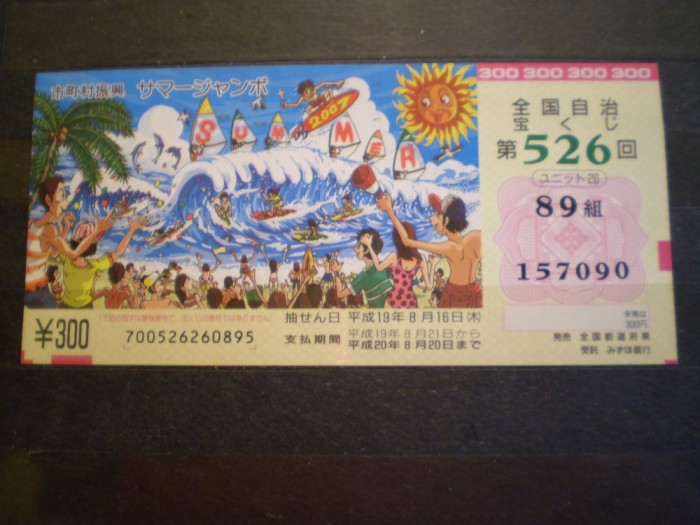 市町村振興 サマージャンボ
2007
SUMMER
300 300 300 300
全国自治
宝くじ
第526回
ユニット26
89組
157090
¥300
700526260895
抽せん日 平成19年8月16日(木)
支払期間 平成19年8月21日から
平成20年8月20日まで
300円
発売 全国都道府県
受託 みずほ銀行